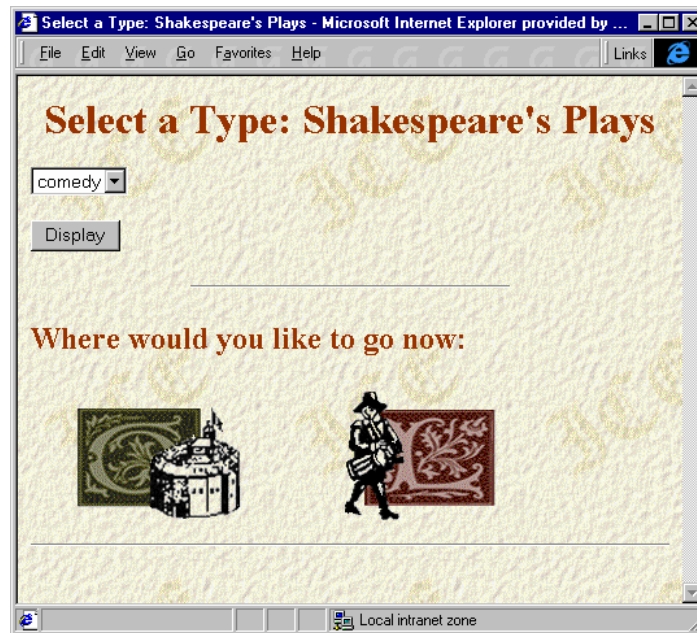 Select a Type: Shakespeare's Plays - Microsoft Internet Explorer provided by ...
File Edit View Go Favorites Help Links
Select a Type: Shakespeare's Plays
comedy
Display
Where would you like to go now:
G L
Local intranet zone